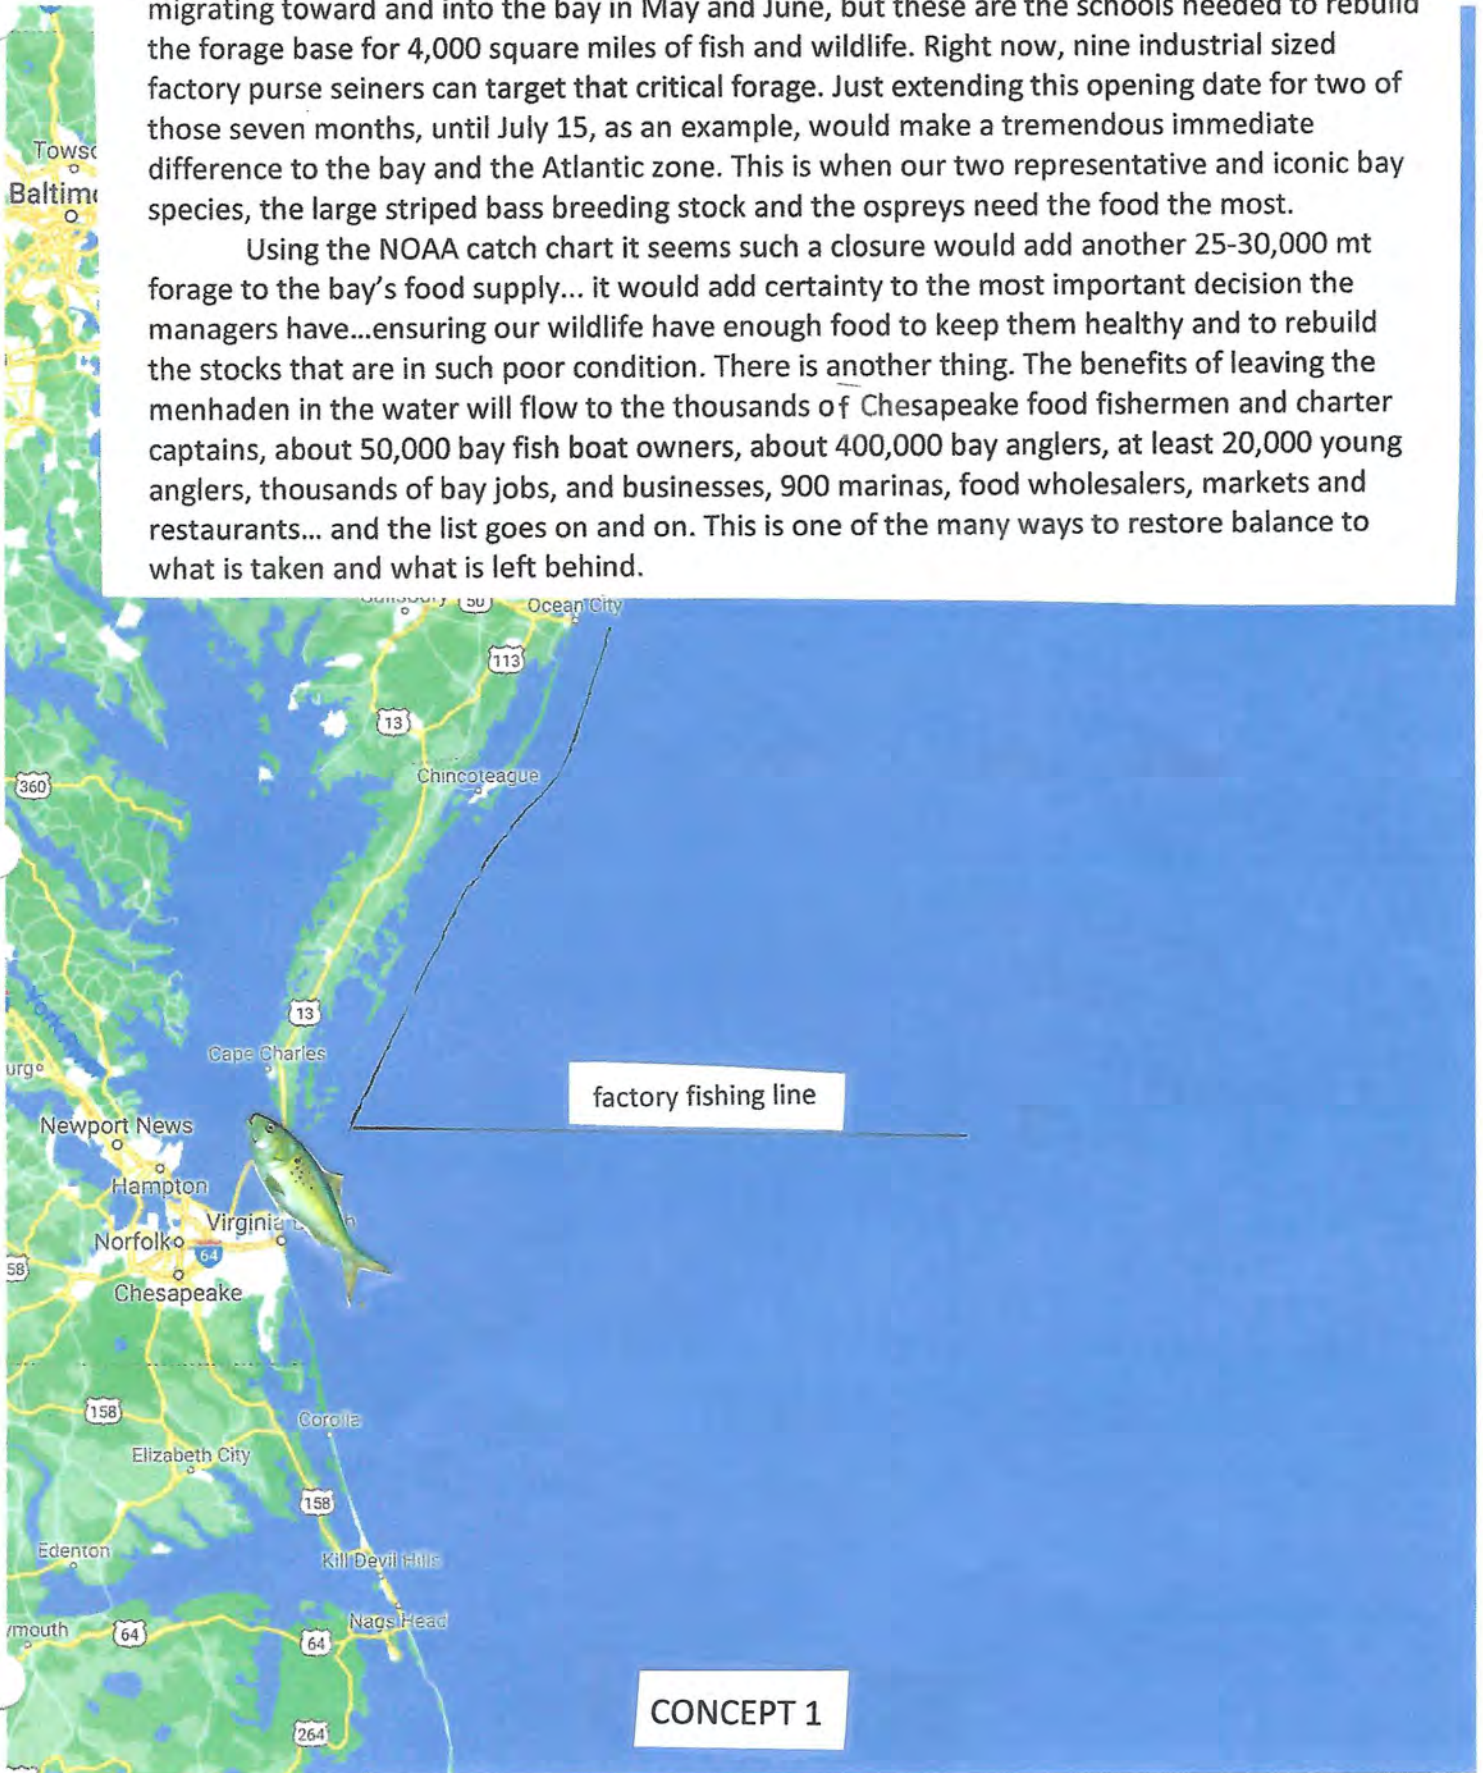 migrating toward and into the bay in May and June, but these are the schools needed to rebuild
the forage base for 4,000 square miles of fish and wildlife. Right now, nine industrial sized
factory purse seiners can target that critical forage. Just extending this opening date for two of
those seven months, until July 15, as an example, would make a tremendous immediate
difference to the bay and the Atlantic zone. This is when our two representative and iconic bay
species, the large striped bass breeding stock and the ospreys need the food the most.
Using the NOAA catch chart it seems such a closure would add another 25-30,000 mt
forage to the bay's food supply... it would add certainty to the most important decision the
managers have...ensuring our wildlife have enough food to keep them healthy and to rebuild
the stocks that are in such poor condition. There is another thing. The benefits of leaving the
menhaden in the water will flow to the thousands of Chesapeake food fishermen and charter
captains, about 50,000 bay fish boat owners, about 400,000 bay anglers, at least 20,000 young
anglers, thousands of bay jobs, and businesses, 900 marinas, food wholesalers, markets and
restaurants... and the list goes on and on. This is one of the many ways to restore balance to
what is taken and what is left behind.
Tows
Baltim
50
Ocean City
113
13
Chincoteague
360
13
York
Cape Charles
urg
factory fishing line
Newport News
Hampton
Virginia
Norfolk
64
58
Chesapeake
158
Corolla
Elizabeth City
158
Edenton
Kill Devil Hills
Nags Head
ymouth
64
64
CONCEPT 1
264